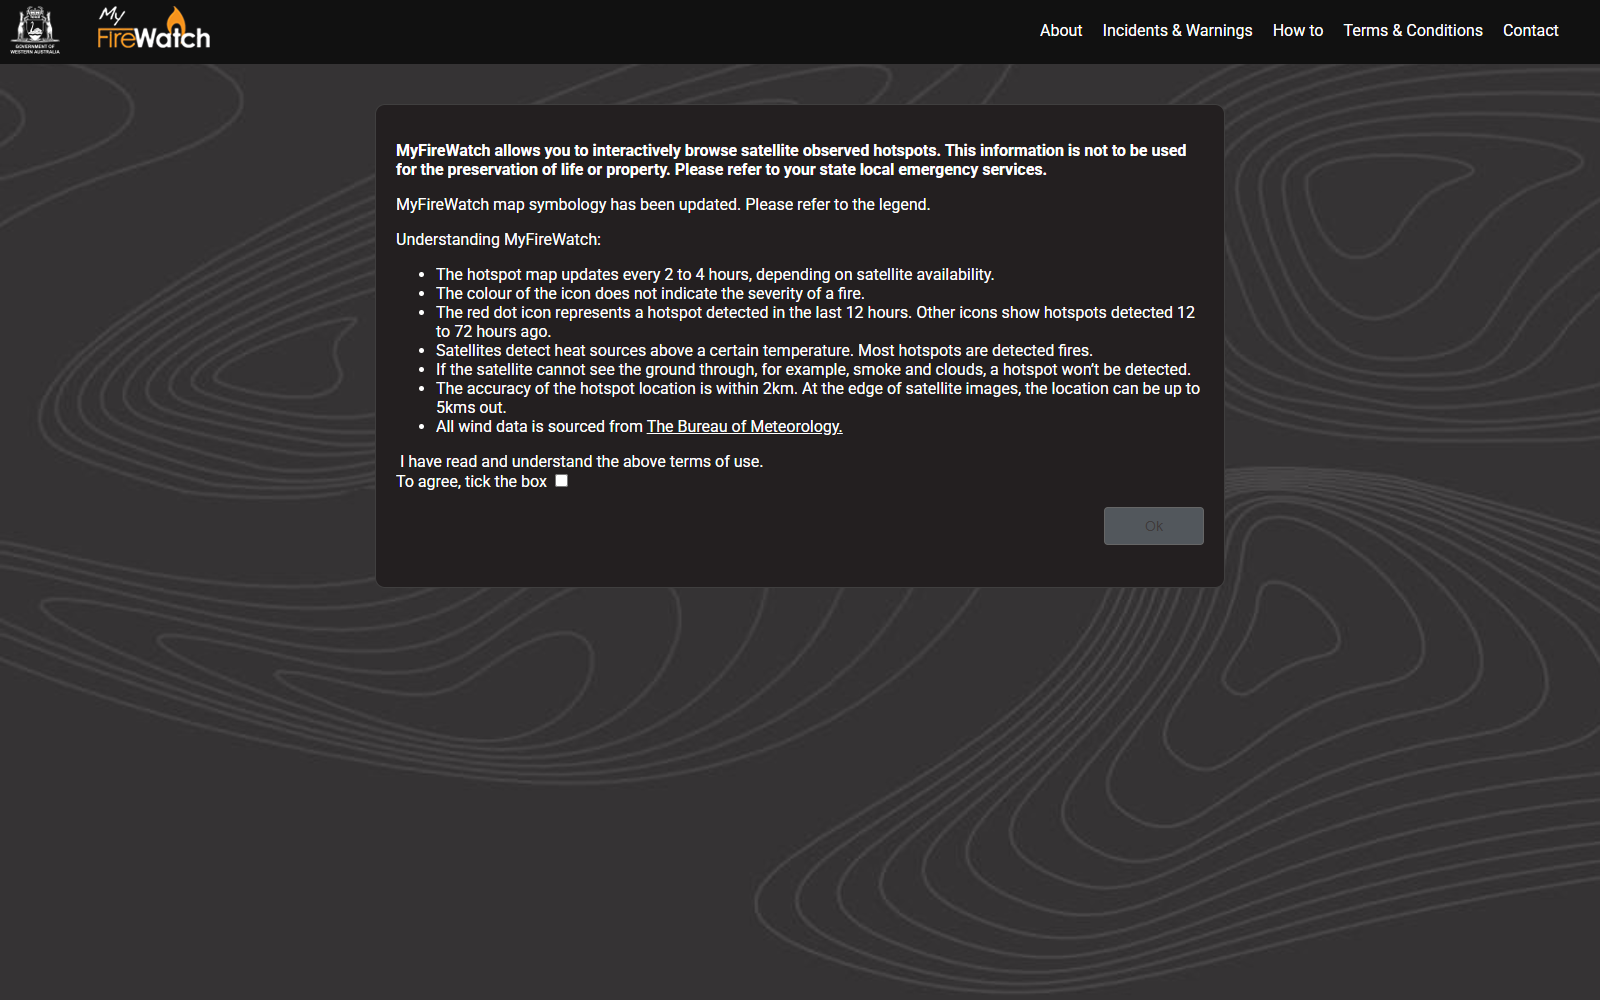 GOVERNMENT OF
WESTERN AUSTRALIA
My
FireWatch
About
Incidents & Warnings
How to
Terms & Conditions
Contact
MyFireWatch allows you to interactively browse satellite observed hotspots. This information is not to be used
for the preservation of life or property. Please refer to your state local emergency services.
MyFireWatch map symbology has been updated. Please refer to the legend.
Understanding MyFireWatch:
• The hotspot map updates every 2 to 4 hours, depending on satellite availability.
• The colour of the icon does not indicate the severity of a fire.
• The red dot icon represents a hotspot detected in the last 12 hours. Other icons show hotspots detected 12
to 72 hours ago.
• Satellites detect heat sources above a certain temperature. Most hotspots are detected fires.
• If the satellite cannot see the ground through, for example, smoke and clouds, a hotspot won’t be detected.
• The accuracy of the hotspot location is within 2km. At the edge of satellite images, the location can be up to
5kms out.
• All wind data is sourced from The Bureau of Meteorology.
I have read and understand the above terms of use.
To agree, tick the box
Ok